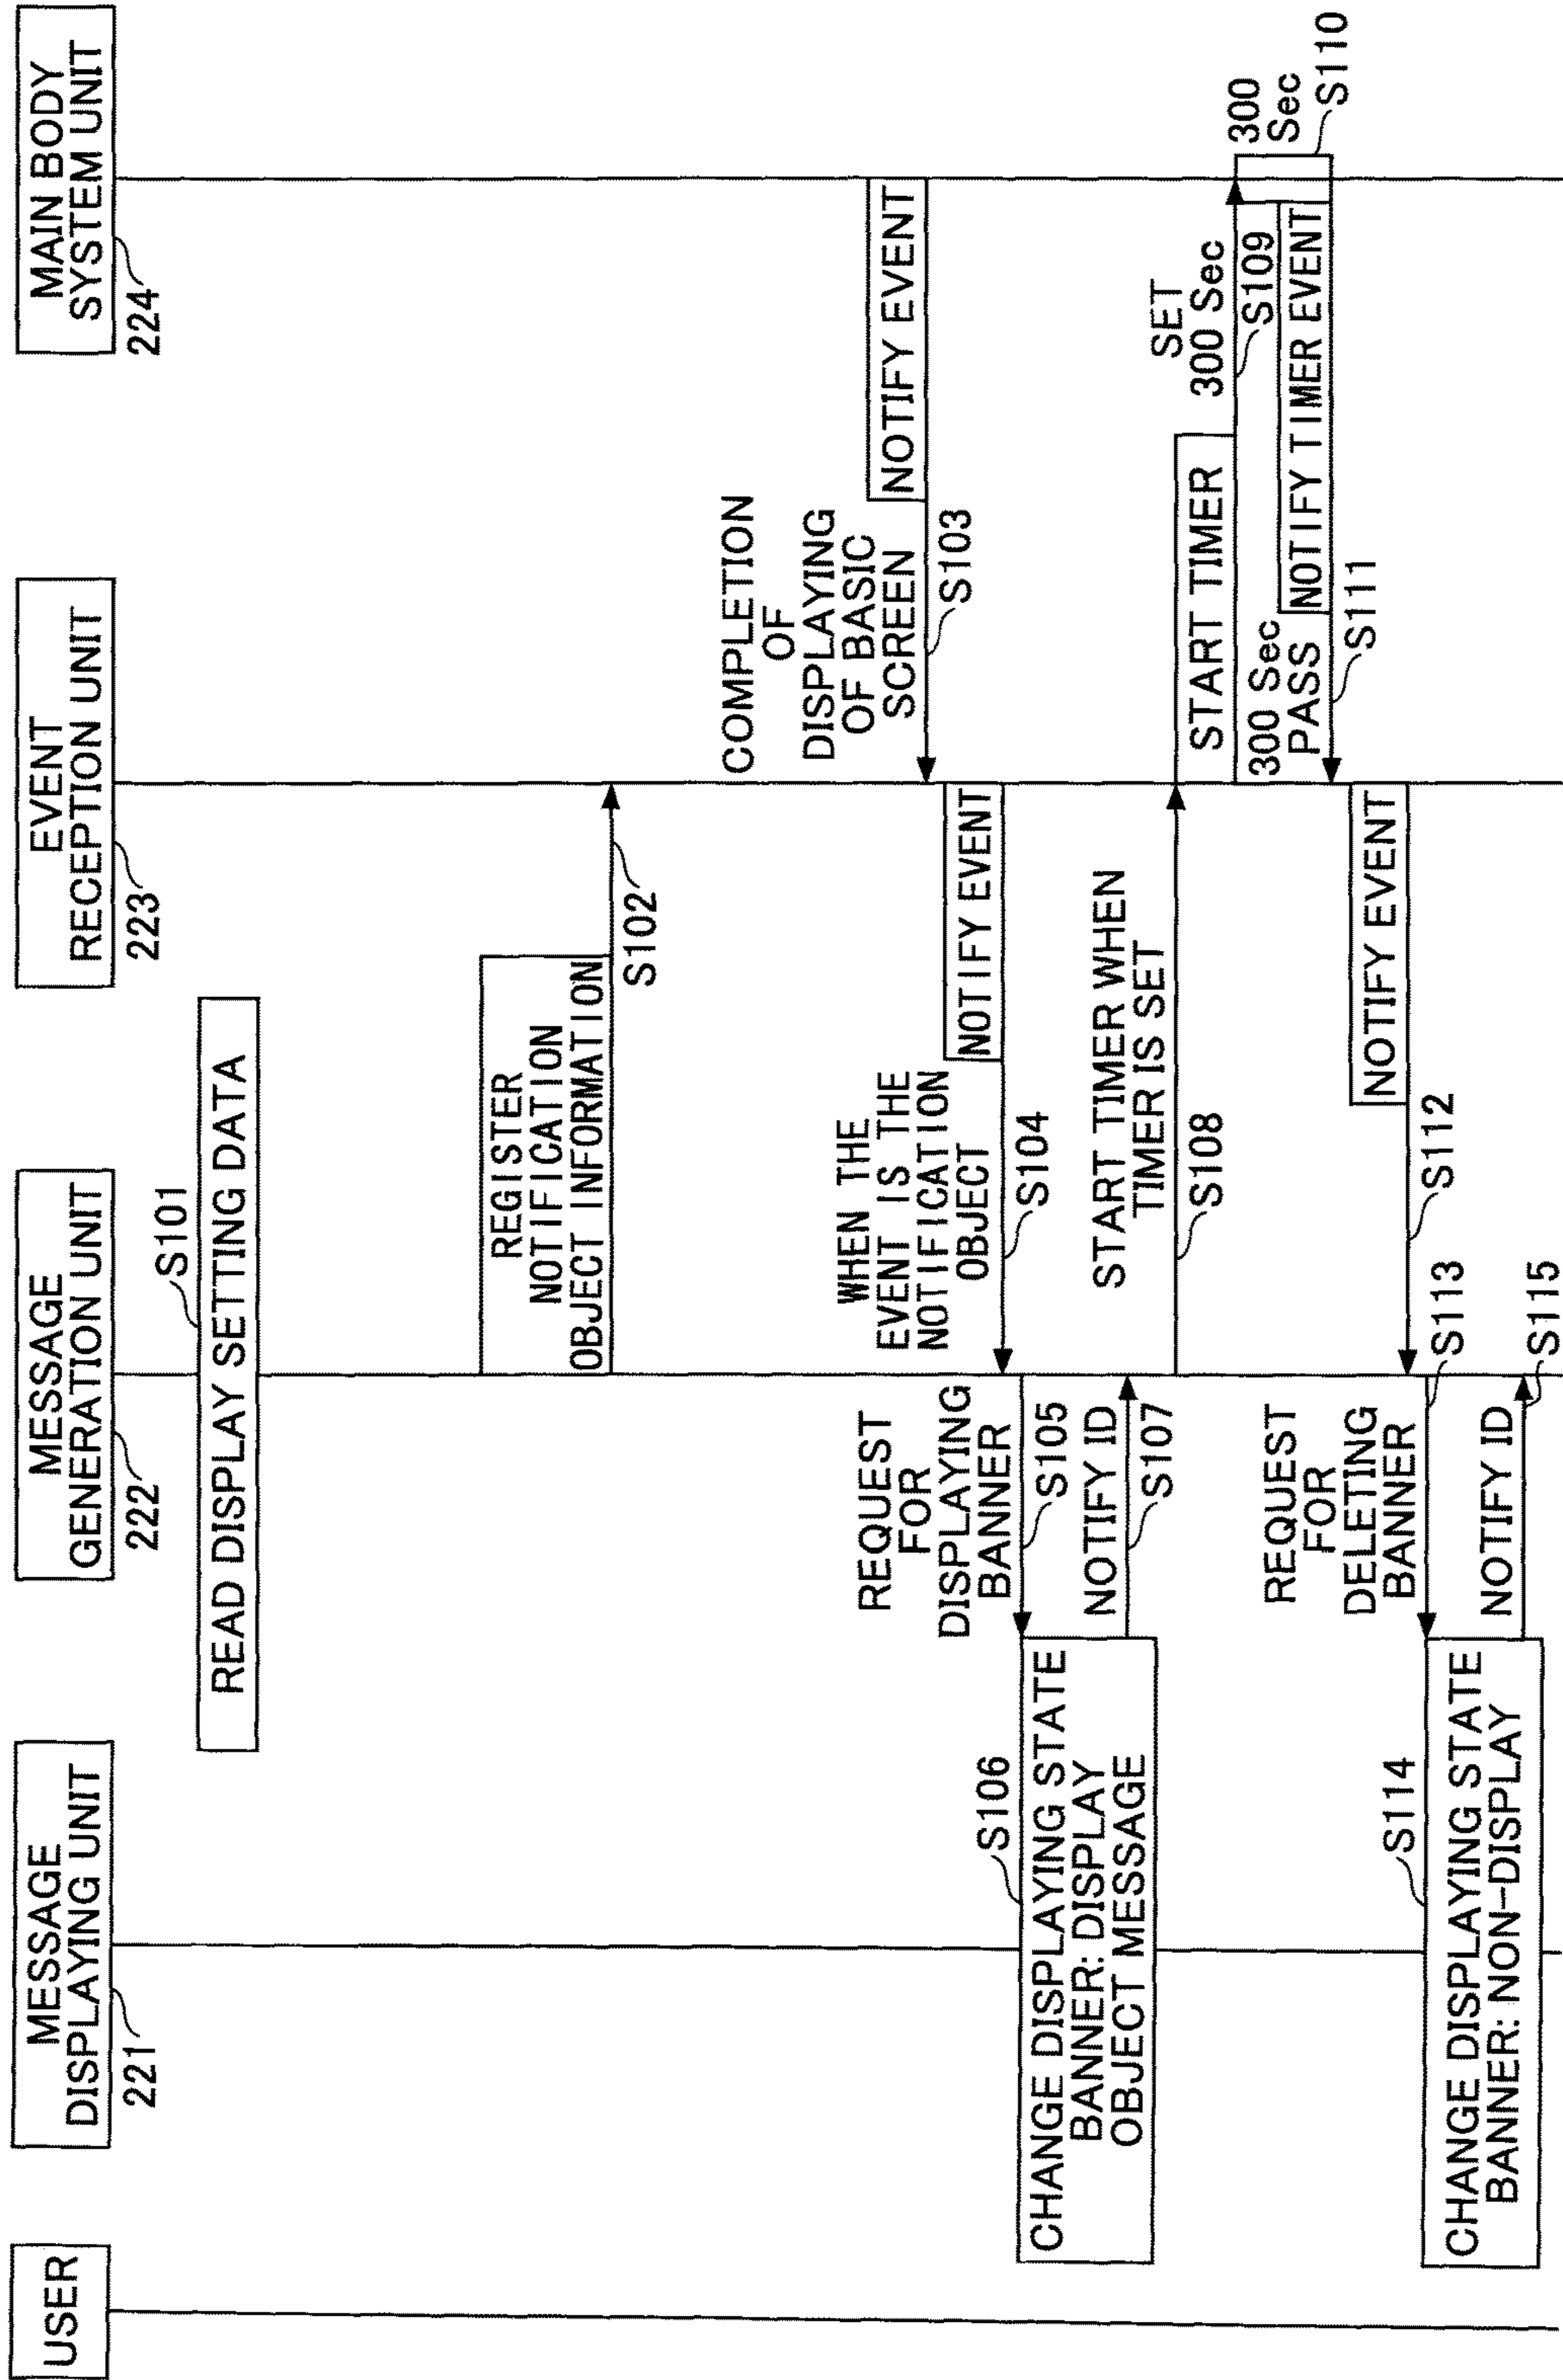 USER
MESSAGE
DISPLAYING UNIT
221
MESSAGE
GENERATION UNIT
222
EVENT
RECEPTION UNIT
223
MAIN BODY
SYSTEM UNIT
224
S101
READ DISPLAY SETTING DATA
REGISTER
NOTIFICATION
OBJECT INFORMATION
S102
COMPLETION
OF
DISPLAYING
OF BASIC
SCREEN
NOTIFY EVENT
S103
WHEN THE
EVENT IS THE
NOTIFICATION
OBJECT
NOTIFY EVENT
S104
REQUEST
FOR
DISPLAYING
BANNER
S105
S106
CHANGE DISPLAYING STATE
BANNER: DISPLAY
OBJECT MESSAGE
NOTIFY ID
S107
START TIMER WHEN
TIMER IS SET
S108
START TIMER
SET
300 Sec
S109
300
Sec
S110
300 Sec
PASS
NOTIFY TIMER EVENT
S111
NOTIFY EVENT
S112
REQUEST
FOR
DELETING
BANNER
S113
S114
CHANGE DISPLAYING STATE
BANNER: NON-DISPLAY
NOTIFY ID
S115